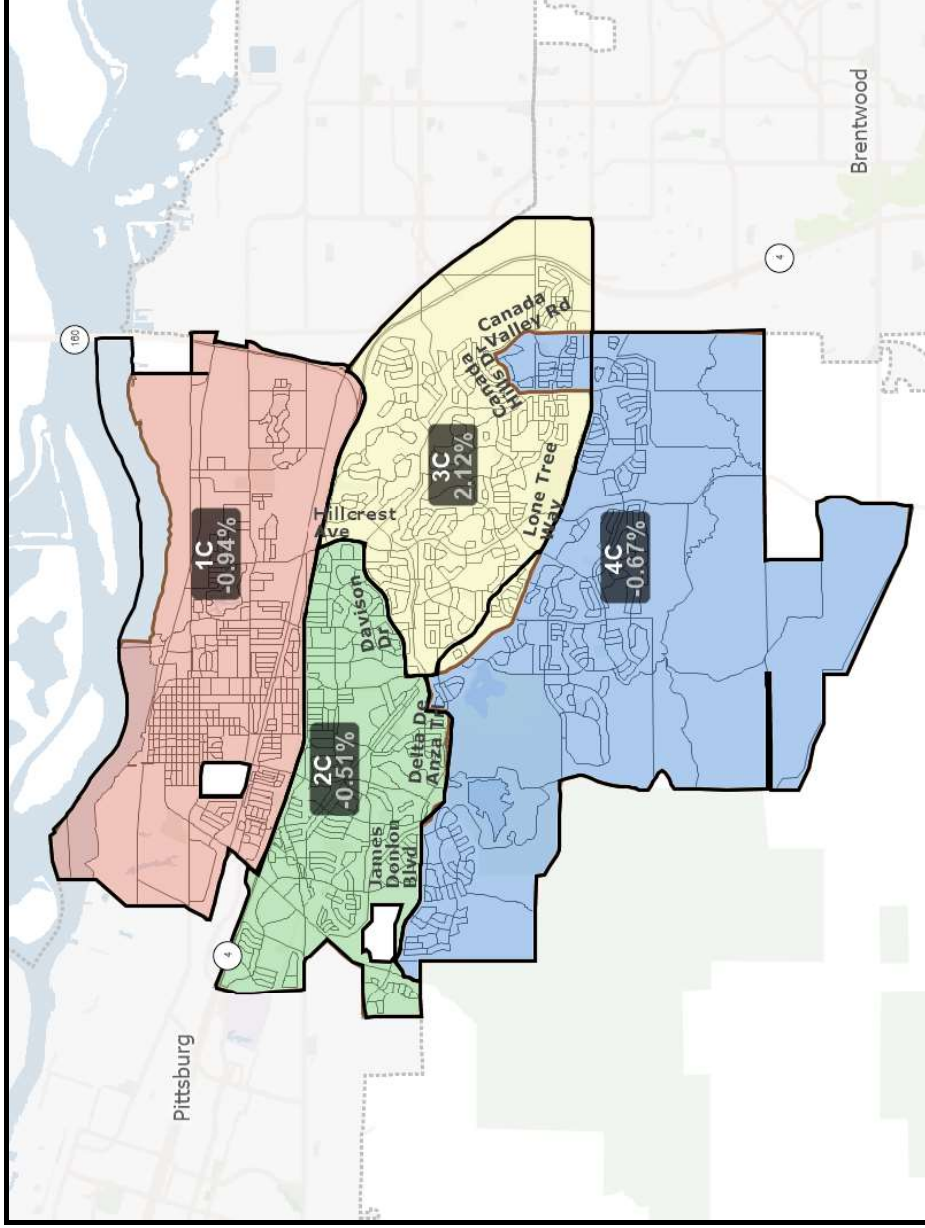 160
1C
-0.94%
Pittsburg
4
2C
-0.51%
Hillcrest
Ave
Davison
Dr
Delta De
Anza Trl
James
Donlon
Blvd
3C
2.12%
Canada
Valley Rd
Canada
Hills Dr
Lone Tree
Way
4C
-0.67%
4
Brentwood